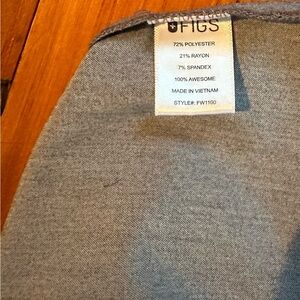 FIGS
72% POLYESTER
21% RAYON
7% SPANDEX
100% AWESOME
MADE IN VIETNAM
STYLE#: FW1100